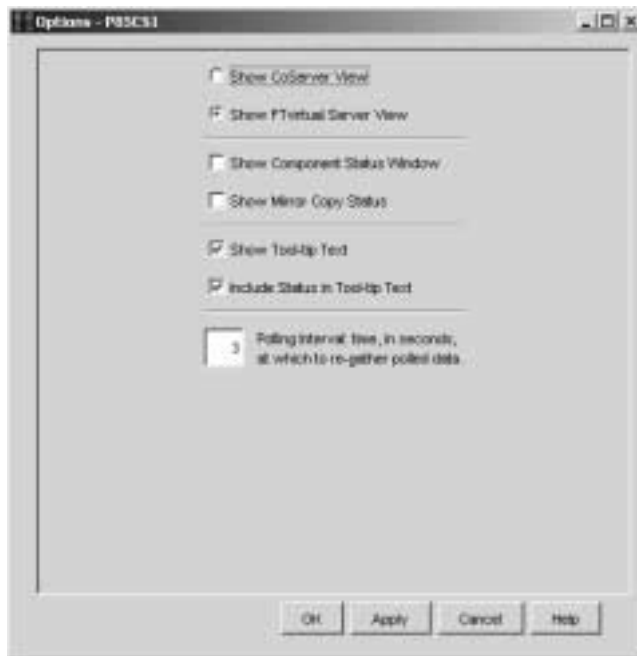 Options - P85CS1
Show CoServer View
Show FTvirtual Server View
Show Component Status Window
Show Mirror Copy Status
Show Tool-tip Text
Include Status in Tool-tip Text
3
Polling Interval: time, in seconds,
at which to re-gather polled data.
OK
Apply
Cancel
Help